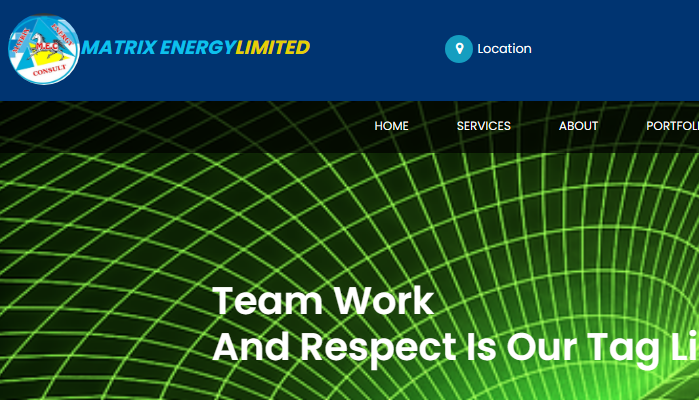 MATRIX ENERGY
M.E.C
CONSULT
MATRIX ENERGYLIMITED
Location
HOME SERVICES ABOUT PORTFOL
Team Work
And Respect Is Our Tag Li